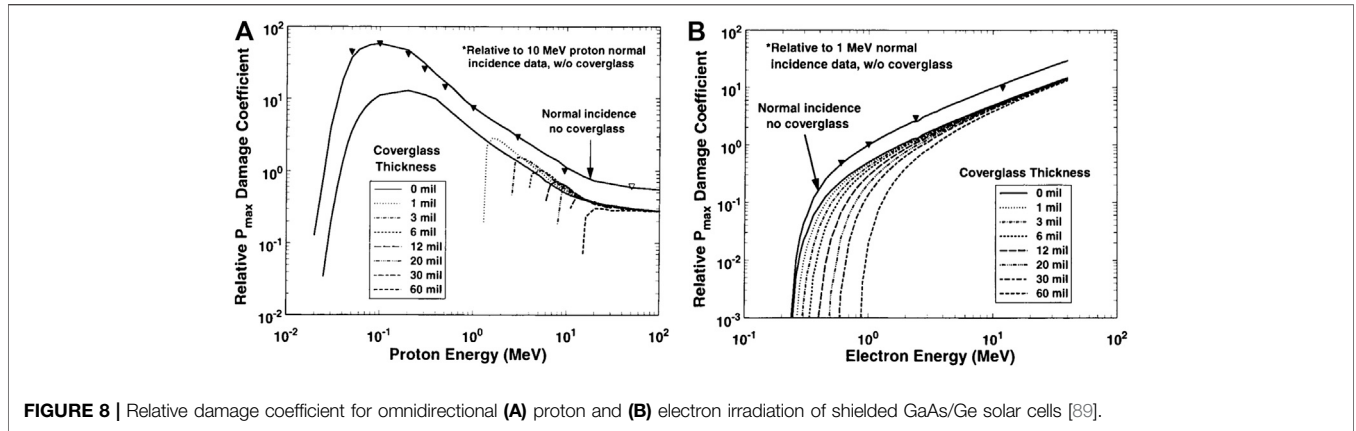 A
Relative Pmax Damage Coefficient
10²
10¹
10⁰
10⁻¹
10⁻²
*Relative to 10 MeV proton normal
incidence data, w/o coverglass
Normal incidence
no coverglass
Coverglass
Thickness
0 mil
1 mil
3 mil
6 mil
12 mil
20 mil
30 mil
60 mil
10⁻² 10⁻¹ 10⁰ 10¹ 10²
Proton Energy (MeV)
B
Relative Pmax Damage Coefficient
10²
10¹
10⁰
10⁻¹
10⁻²
10⁻³
*Relative to 1 MeV normal
incidence data, w/o coverglass
Normal incidence
no coverglass
Coverglass Thickness
0 mil
1 mil
3 mil
6 mil
12 mil
20 mil
30 mil
60 mil
10⁻¹ 10⁰ 10¹ 10²
Electron Energy (MeV)
FIGURE 8 | Relative damage coefficient for omnidirectional (A) proton and (B) electron irradiation of shielded GaAs/Ge solar cells [89].